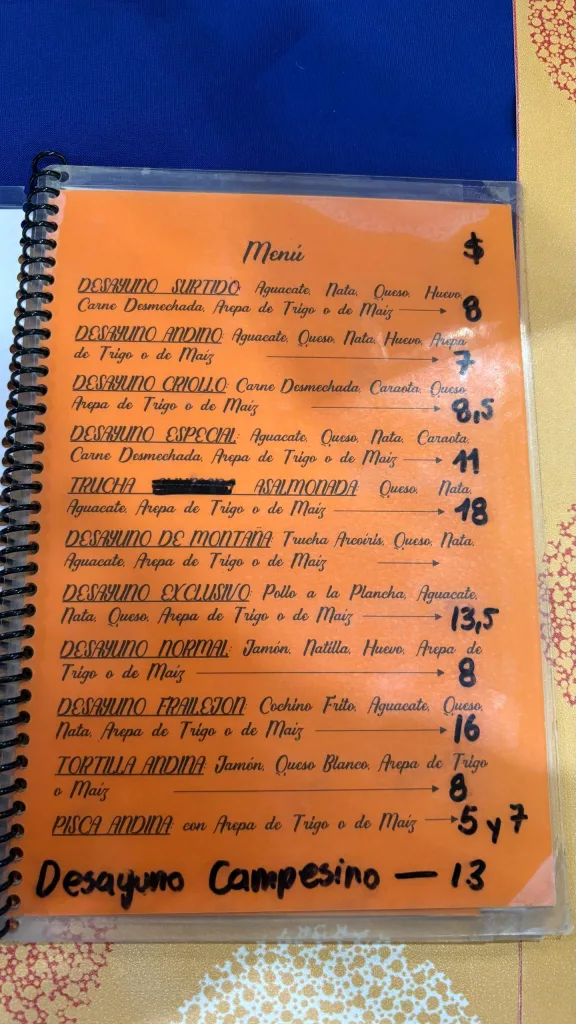 Menú $
DESAYUNO SURTIDO: Aguacate, Nata, Queso, Huevo,
Carne Desmechada, Arepa de Trigo o de Maíz → 8
DESAYUNO ANDINO: Aguacate, Queso, Nata, Huevo, Arepa
de Trigo o de Maíz → 7
DESAYUNO CRIOLLO: Carne Desmechada, Caraota, Queso
Arepa de Trigo o de Maíz → 8,5
DESAYUNO ESPECIAL: Aguacate, Queso, Nata, Caraota,
Carne Desmechada, Arepa de Trigo o de Maíz → 11
TRUCHA ASALMONADA Queso, Nata,
Aguacate, Arepa de Trigo o de Maíz → 18
DESAYUNO DE MONTAÑA: Trucha Arcoiris, Queso, Nata,
Aguacate, Arepa de Trigo o de Maíz →
DESAYUNO EXCLUSIVO: Pollo a la Plancha, Aguacate,
Nata, Queso, Arepa de Trigo o de Maíz → 13,5
DESAYUNO NORMAL: Jamón, Natilla, Huevo, Arepa de
Trigo o de Maíz → 8
DESAYUNO FRAILEJON: Cochino Frito, Aguacate, Queso,
Nata, Arepa de Trigo o de Maíz → 16
TORTILLA ANDINA: Jamón, Queso Blanco, Arepa de Trigo
o Maíz → 8
PISCA ANDINA: con Arepa de Trigo o de Maíz → 5 y 7
Desayuno Campesino — 13